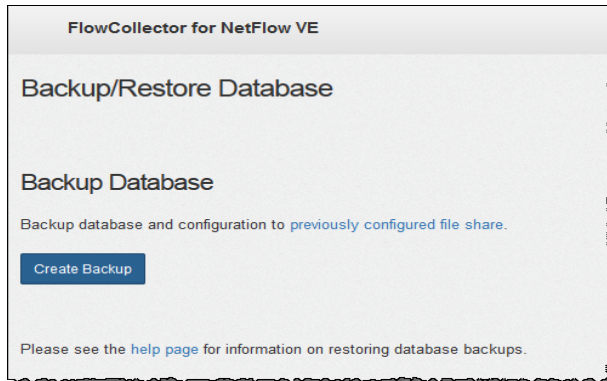 FlowCollector for NetFlow VE
Backup/Restore Database
Backup Database
Backup database and configuration to previously configured file share.
Create Backup
Please see the help page for information on restoring database backups.